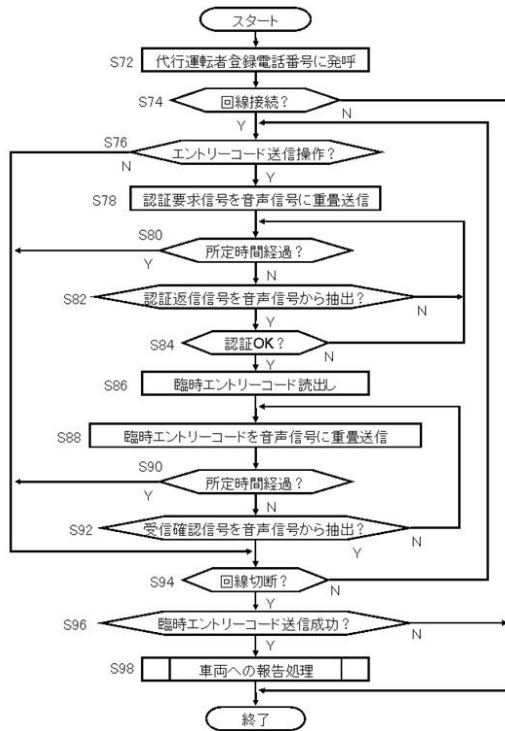 スタート
S72
代行運転者登録電話番号に発呼
S74
回線接続?
N
Y
S76
エントリーコード送信操作?
N
Y
S78
認証要求信号を音声信号に重畳送信
S80
所定時間経過?
Y
N
S82
認証返信信号を音声信号から抽出?
N
Y
S84
認証OK?
N
Y
S86
臨時エントリーコード読出し
S88
臨時エントリーコードを音声信号に重畳送信
S90
所定時間経過?
Y
N
S92
受信確認信号を音声信号から抽出?
N
Y
S94
回線切断?
N
Y
S96
臨時エントリーコード送信成功?
N
Y
S98
車両への報告処理
終了